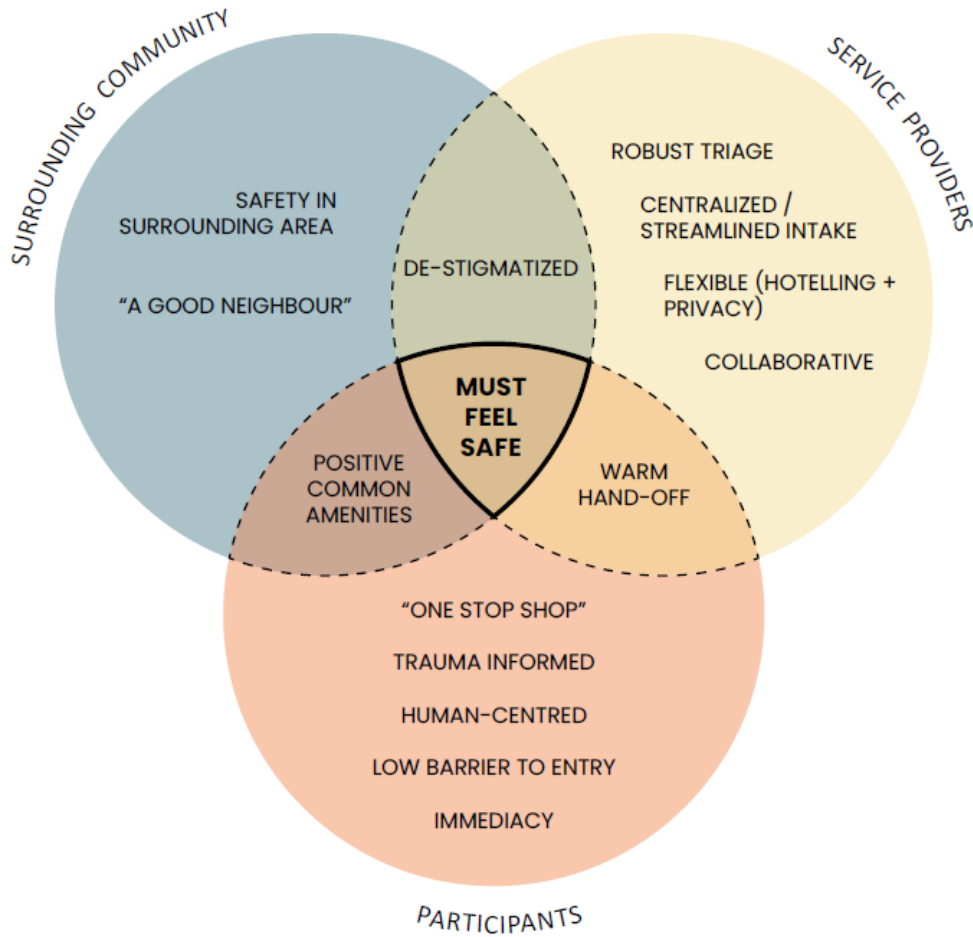 SURROUNDING COMMUNITY
SERVICE PROVIDERS
SAFETY IN
SURROUNDING AREA
“A GOOD NEIGHBOUR”
DE-STIGMATIZED
ROBUST TRIAGE
CENTRALIZED /
STREAMLINED INTAKE
FLEXIBLE (HOTELLING +
PRIVACY)
COLLABORATIVE
MUST
FEEL
SAFE
POSITIVE
COMMON
AMENITIES
WARM
HAND-OFF
“ONE STOP SHOP”
TRAUMA INFORMED
HUMAN-CENTRED
LOW BARRIER TO ENTRY
IMMEDIACY
PARTICIPANTS